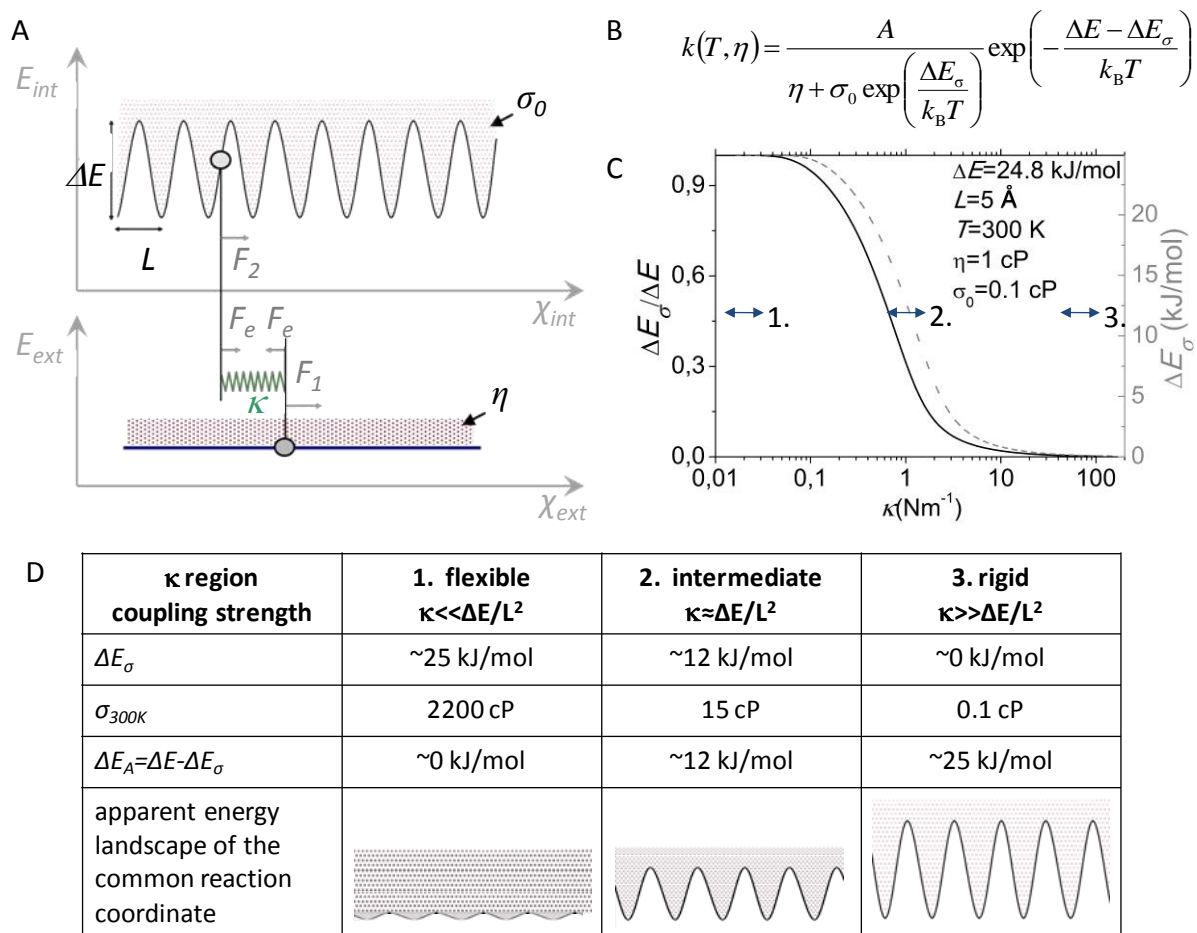 A
E_int
σ₀
ΔE
L
F₂
χ_int
E_ext
F_e F_e
F₁
κ
η
χ_ext
B
k(T, η) = A / (η + σ₀ exp(ΔE_σ / k_B T)) exp(− (ΔE − ΔE_σ) / k_B T)
C
ΔE=24.8 kJ/mol
L=5 Å
T=300 K
η=1 cP
σ₀=0.1 cP
0,9
0,6
0,3
0,0
ΔE_σ/ΔE
1. 2. 3.
20
15
10
5
0
ΔE_σ (kJ/mol)
0,01 0,1 1 10 100
κ(Nm⁻¹)
D
κ region
coupling strength
1. flexible
κ<<ΔE/L²
2. intermediate
κ≈ΔE/L²
3. rigid
κ>>ΔE/L²
ΔE_σ ~25 kJ/mol ~12 kJ/mol ~0 kJ/mol
σ_300K 2200 cP 15 cP 0.1 cP
ΔE_A=ΔE-ΔE_σ ~0 kJ/mol ~12 kJ/mol ~25 kJ/mol
apparent energy
landscape of the
common reaction
coordinate